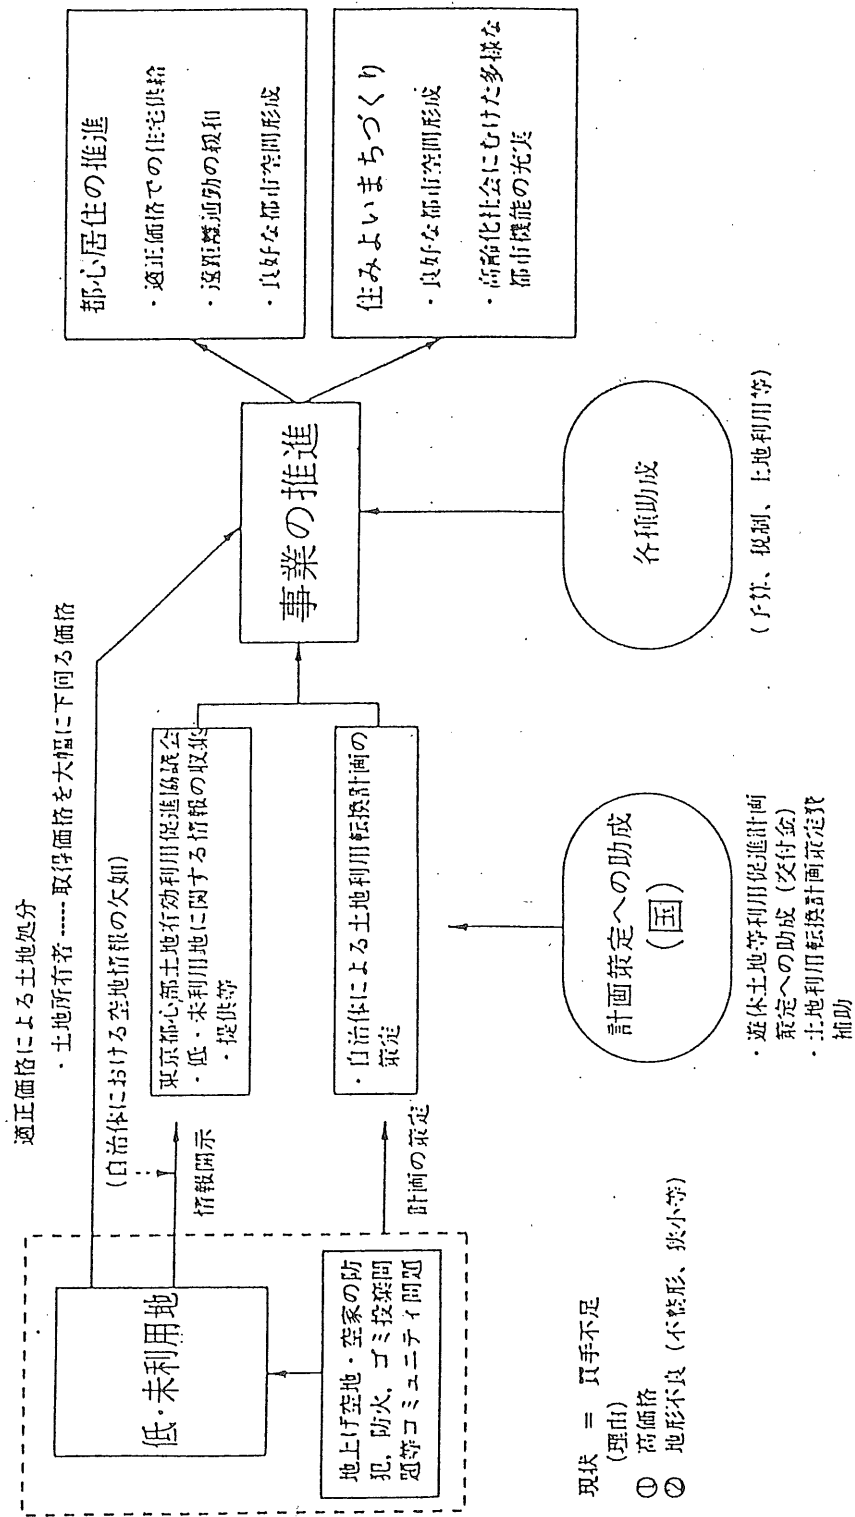 適正価格による土地処分
・土地所有者-----取得価格を大幅に下回る価格
(自治体における空地情報の欠如)
低・未利用地
情報開示
地上げ空地・空家の防
犯，防火，ゴミ投棄問
題等コミュニティ問題
計画の策定
東京都心部土地有効利用促進協議会
・低・未利用地に関する情報の収集
・提供等
・自治体による土地利用転換計画の
策定
事業の推進
都心居住の推進
・適正価格での住宅供給
・遠距離通勤の緩和
・良好な都市空間形成
住みよいまちづくり
・良好な都市空間形成
・高齢化社会にむけた多様な
都市機能の充実
現状 = 買手不足
(理由)
① 高価格
② 地形不良 (不整形、狭小等)
計画策定への助成
(国)
・遊休土地等利用促進計画
策定への助成 (交付金)
・土地利用転換計画策定費
補助
各種助成
(予算、税制、土地利用等)